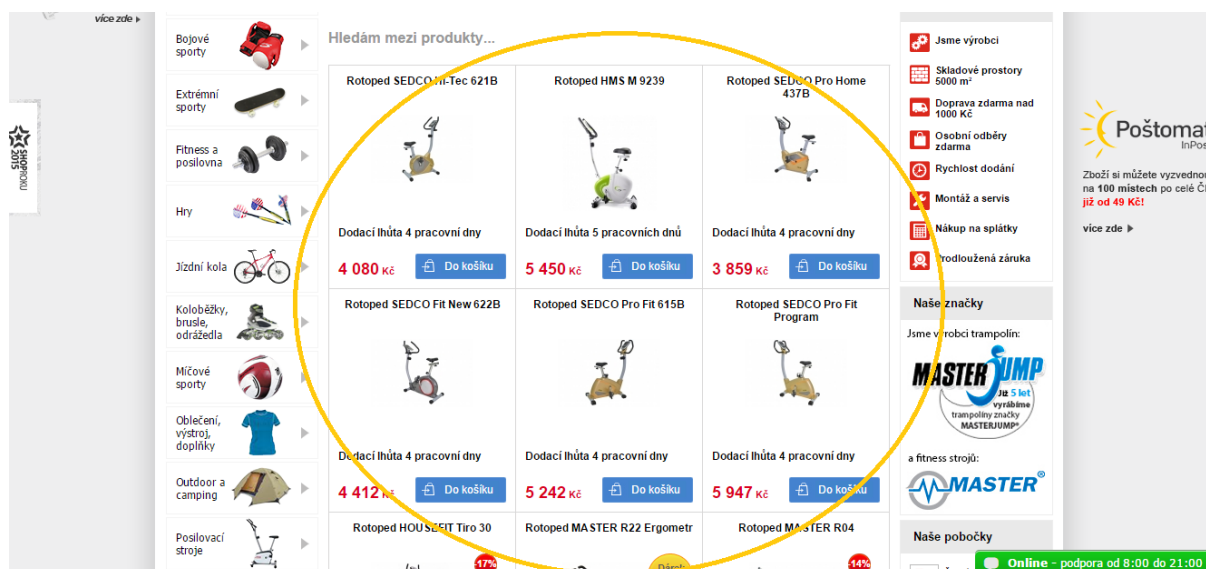 více zde
SHOPROKU
2015
Bojové
sporty
Extrémní
sporty
Fitness a
posilovna
Hry
Jízdní kola
Koloběžky,
brusle,
odrážedla
Míčové
sporty
Oblečení,
výstroj,
doplňky
Outdoor a
camping
Posilovací
stroje
Hledám mezi produkty...
Rotoped SEDCO Hi-Tec 621B
Rotoped HMS M 9239
Rotoped SEDCO Pro Home
437B
Dodací lhůta 4 pracovní dny
Dodací lhůta 5 pracovních dnů
Dodací lhůta 4 pracovní dny
4 080 Kč Do košíku
5 450 Kč Do košíku
3 859 Kč Do košíku
Rotoped SEDCO Fit New 622B
Rotoped SEDCO Pro Fit 615B
Rotoped SEDCO Pro Fit
Program
Dodací lhůta 4 pracovní dny
Dodací lhůta 4 pracovní dny
Dodací lhůta 4 pracovní dny
4 412 Kč Do košíku
5 242 Kč Do košíku
5 947 Kč Do košíku
Rotoped HOUSEFIT Tiro 30
Rotoped MASTER R22 Ergometr
Rotoped MASTER R04
-17%
Dárek
-14%
Jsme výrobci
Skladové prostory
5000 m²
Doprava zdarma nad
1000 Kč
Osobní odběry
zdarma
Rychlost dodání
Montáž a servis
Nákup na splátky
Prodloužená záruka
Naše značky
Jsme výrobci trampolín:
MASTER JUMP
Již 5 let
vyrábíme
trampolíny značky
MASTERJUMP®
a fitness strojů:
MASTER®
Naše pobočky
Poštomat
InPos
Zboží si můžete vyzvednou
na 100 místech po celé Č
již od 49 Kč!
více zde
Online - podpora od 8:00 do 21:00